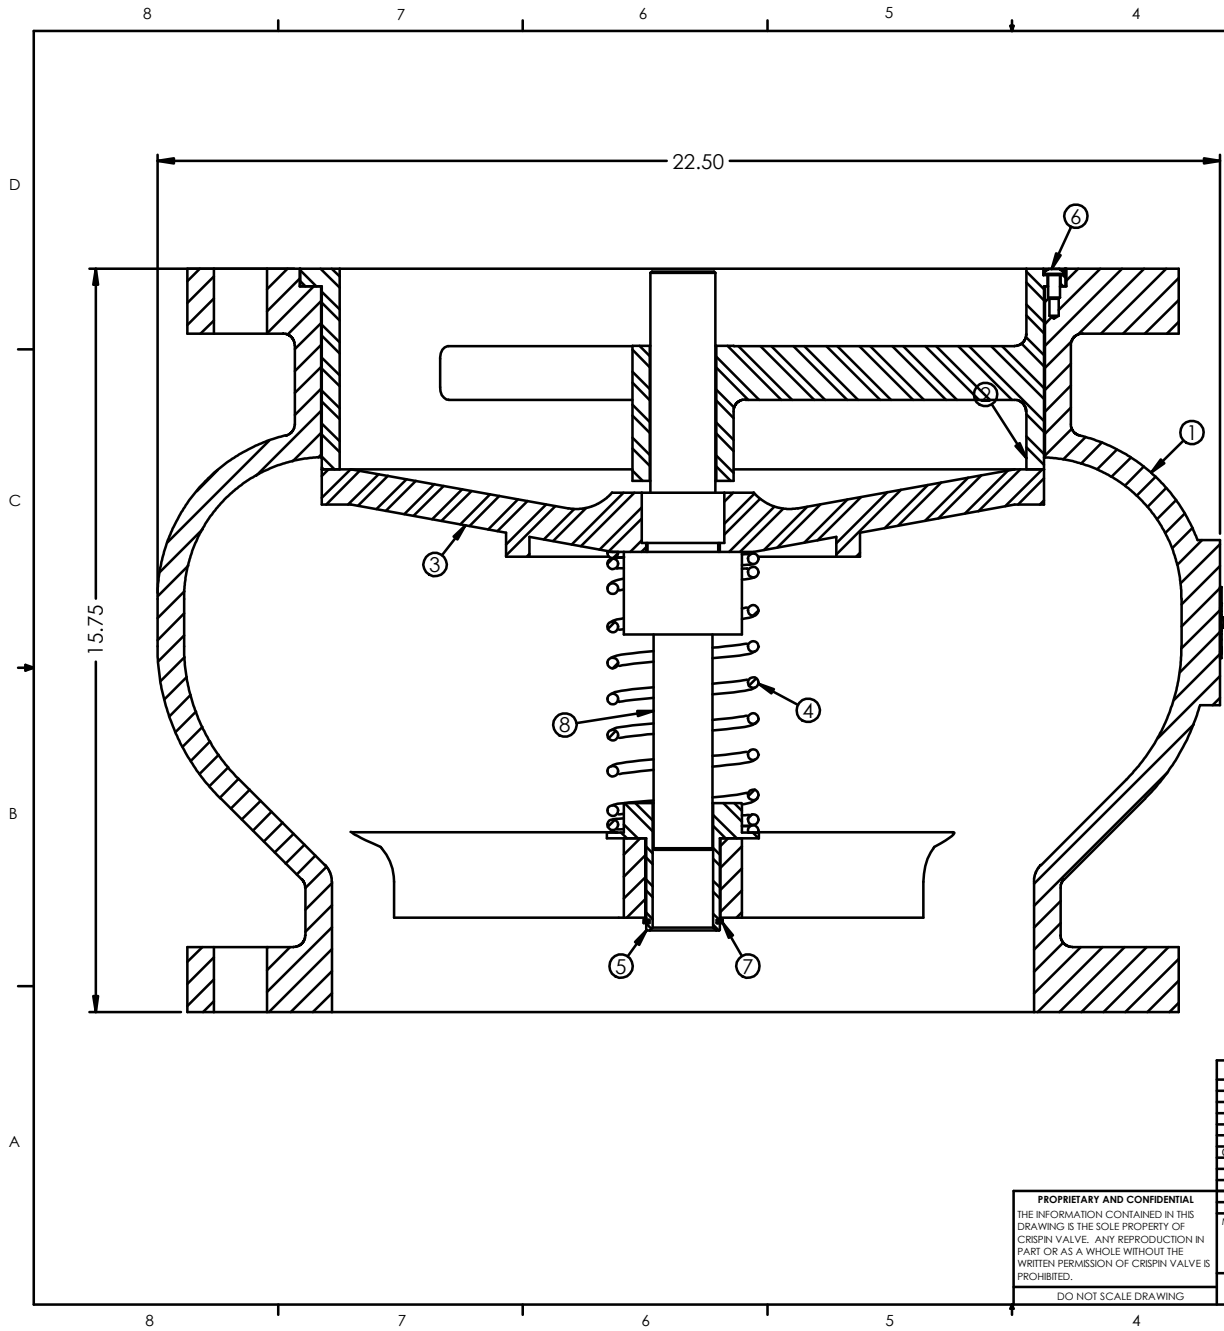 8 7 6 5 4
22.50
D
6
2
1
C
3
15.75
4
8
B
5 7
A
PROPRIETARY AND CONFIDENTIAL
THE INFORMATION CONTAINED IN THIS
DRAWING IS THE SOLE PROPERTY OF
CRISPIN VALVE. ANY REPRODUCTION IN
PART OR AS A WHOLE WITHOUT THE
WRITTEN PERMISSION OF CRISPIN VALVE IS
PROHIBITED.
DO NOT SCALE DRAWING
8 7 6 5 4